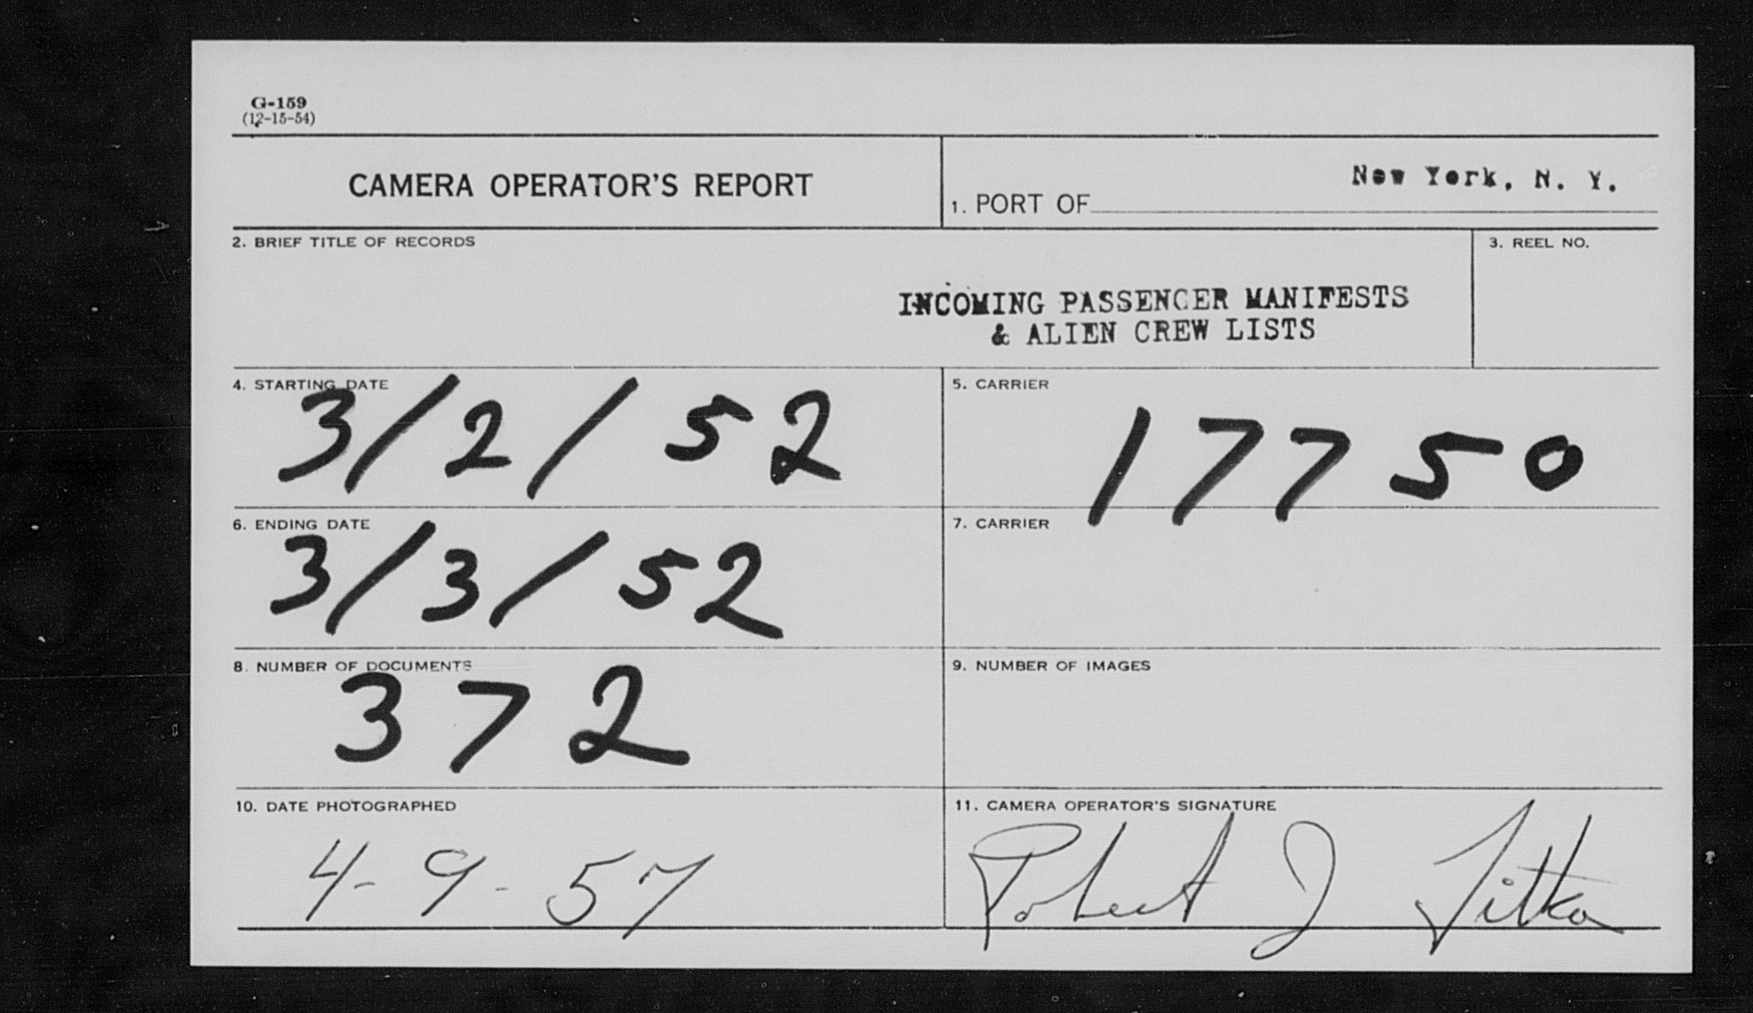 G-159
(12-15-54)
CAMERA OPERATOR'S REPORT
1. PORT OF New York, N. Y.
2. BRIEF TITLE OF RECORDS
3. REEL NO.
INCOMING PASSENGER MANIFESTS
& ALIEN CREW LISTS
4. STARTING DATE
3/2/52
5. CARRIER
17750
6. ENDING DATE
3/3/52
7. CARRIER
8. NUMBER OF DOCUMENTS
372
9. NUMBER OF IMAGES
10. DATE PHOTOGRAPHED
4-9-57
11. CAMERA OPERATOR'S SIGNATURE
Robert J